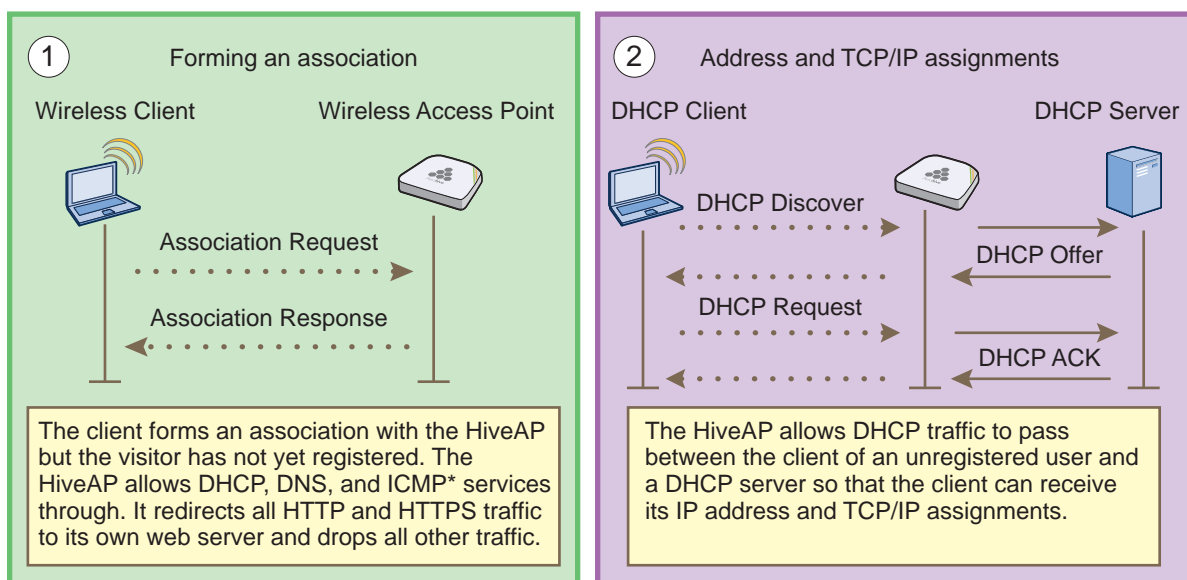 1
Forming an association
Wireless Client
Wireless Access Point
Association Request
Association Response
The client forms an association with the HiveAP
but the visitor has not yet registered. The
HiveAP allows DHCP, DNS, and ICMP* services
through. It redirects all HTTP and HTTPS traffic
to its own web server and drops all other traffic.
2
Address and TCP/IP assignments
DHCP Client
DHCP Server
DHCP Discover
DHCP Offer
DHCP Request
DHCP ACK
The HiveAP allows DHCP traffic to pass
between the client of an unregistered user and
a DHCP server so that the client can receive
its IP address and TCP/IP assignments.